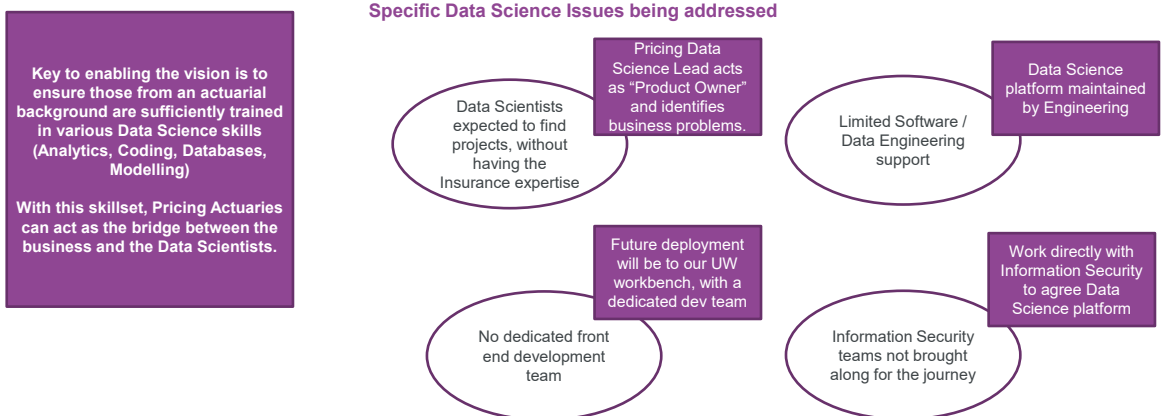 Specific Data Science Issues being addressed
Key to enabling the vision is to
ensure those from an actuarial
background are sufficiently trained
in various Data Science skills
(Analytics, Coding, Databases,
Modelling)
With this skillset, Pricing Actuaries
can act as the bridge between the
business and the Data Scientists.
Pricing Data
Science Lead acts
as “Product Owner”
and identifies
business problems.
Data Scientists
expected to find
projects, without
having the
Insurance expertise
Data Science
platform maintained
by Engineering
Limited Software /
Data Engineering
support
Future deployment
will be to our UW
workbench, with a
dedicated dev team
No dedicated front
end development
team
Work directly with
Information Security
to agree Data
Science platform
Information Security
teams not brought
along for the journey